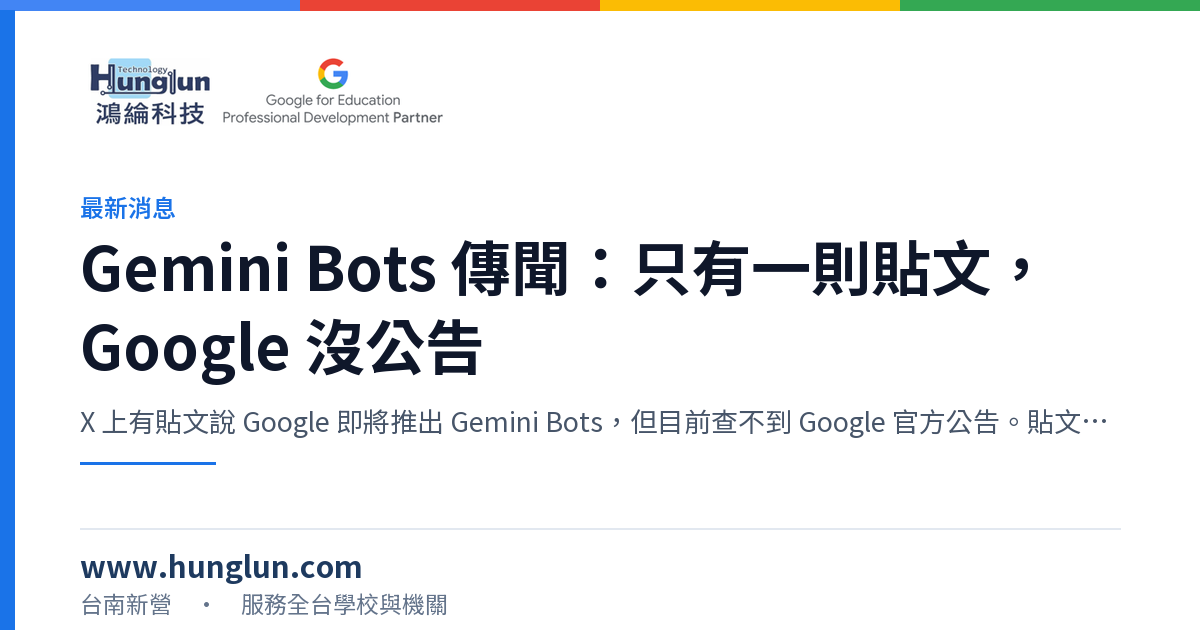 Technology
Hunglun
鴻綸科技
Google for Education
Professional Development Partner
最新消息
Gemini Bots 傳聞：只有一則貼文，
Google 沒公告
X 上有貼文說 Google 即將推出 Gemini Bots，但目前查不到 Google 官方公告。貼文…
www.hunglun.com
台南新營 · 服務全台學校與機關